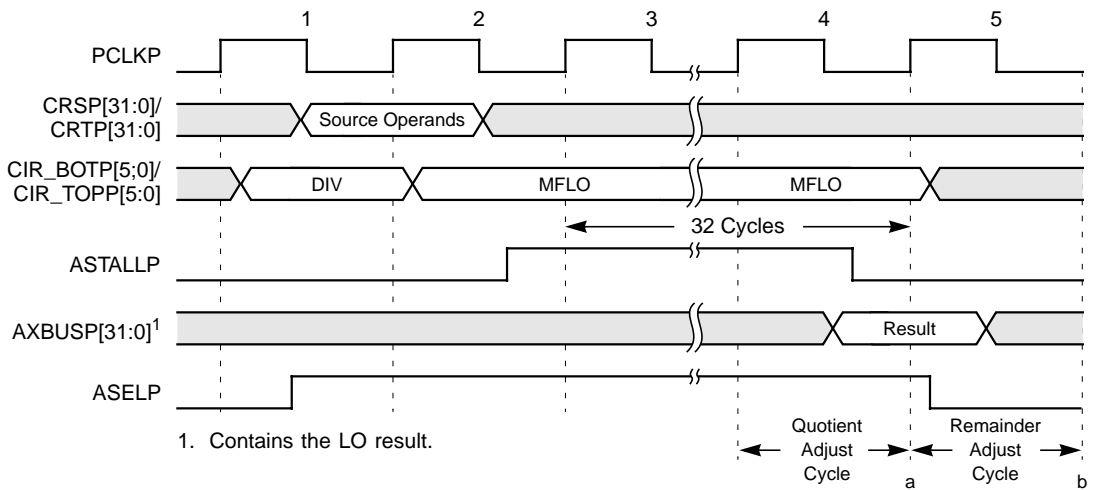 1 2 3 4 5
PCLKP
CRSP[31:0]/
CRTP[31:0]
Source Operands
CIR_BOTP[5;0]/
CIR_TOPP[5:0]
DIV MFLO MFLO
32 Cycles
ASTALLP
AXBUSP[31:0]1
Result
ASELP
1. Contains the LO result.
Quotient
Adjust
Cycle
Remainder
Adjust
Cycle
a b